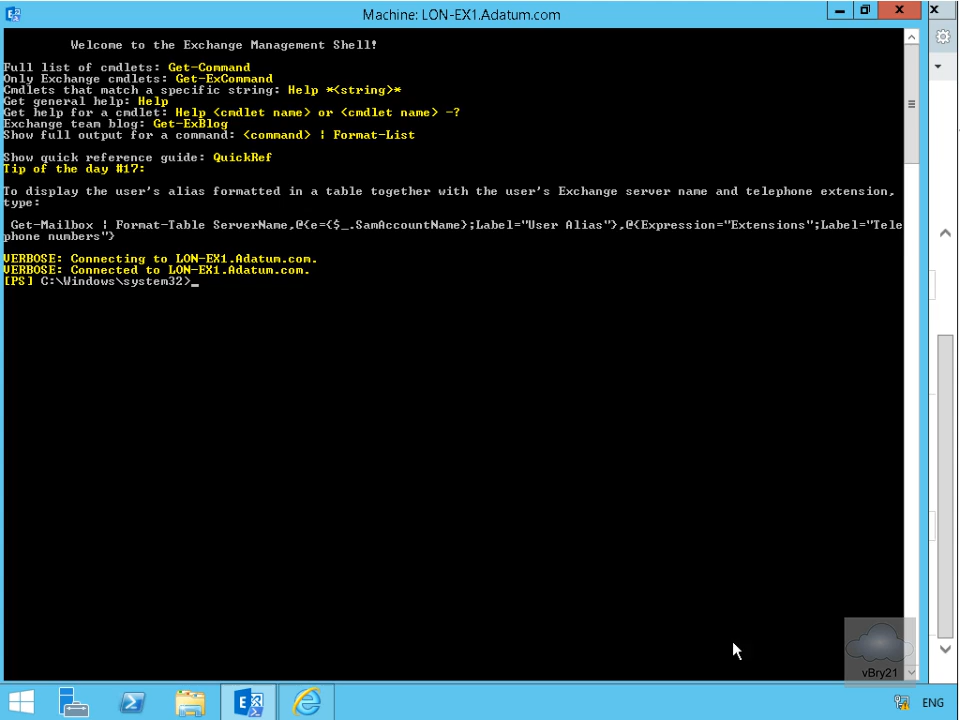 Machine: LON-EX1.Adatum.com
Welcome to the Exchange Management Shell!
Full list of cmdlets: Get-Command
Only Exchange cmdlets: Get-ExCommand
Cmdlets that match a specific string: Help *<string>*
Get general help: Help
Get help for a cmdlet: Help <cmdlet name> or <cmdlet name> -?
Exchange team blog: Get-ExBlog
Show full output for a command: <command> | Format-List
Show quick reference guide: QuickRef
Tip of the day #17:
To display the user's alias formatted in a table together with the user's Exchange server name and telephone extension,
type:
Get-Mailbox | Format-Table ServerName,@{e={$_.SamAccountName};Label="User Alias"},@{Expression="Extensions";Label="Tele
phone numbers"}
VERBOSE: Connecting to LON-EX1.Adatum.com.
VERBOSE: Connected to LON-EX1.Adatum.com.
[PS] C:\Windows\system32>_
vBry21
ENG